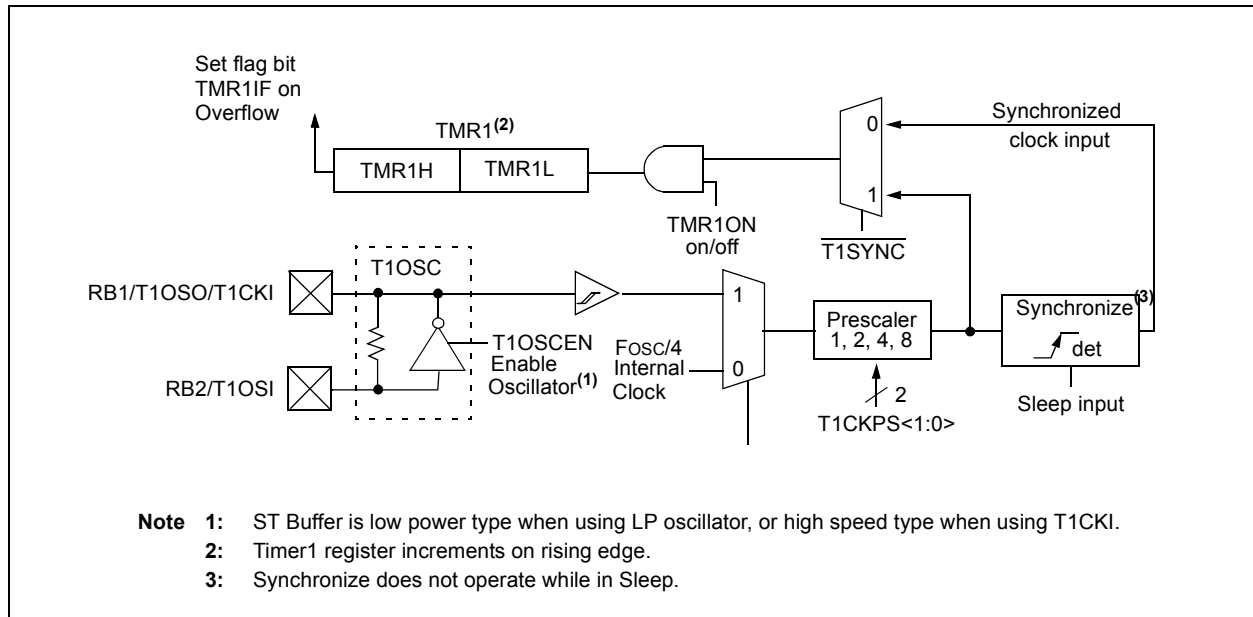 Set flag bit
TMR1IF on
Overflow
TMR1(2)
TMR1H
TMR1L
TMR1ON
on/off
0
1
T1SYNC
Synchronized
clock input
RB1/T1OSO/T1CKI
T1OSC
RB2/T1OSI
T1OSCEN
Enable
Oscillator(1)
FOSC/4
Internal
Clock
1
0
Prescaler
1, 2, 4, 8
2
T1CKPS<1:0>
Synchronize(3)
det
Sleep input
Note 1: ST Buffer is low power type when using LP oscillator, or high speed type when using T1CKI.
2: Timer1 register increments on rising edge.
3: Synchronize does not operate while in Sleep.